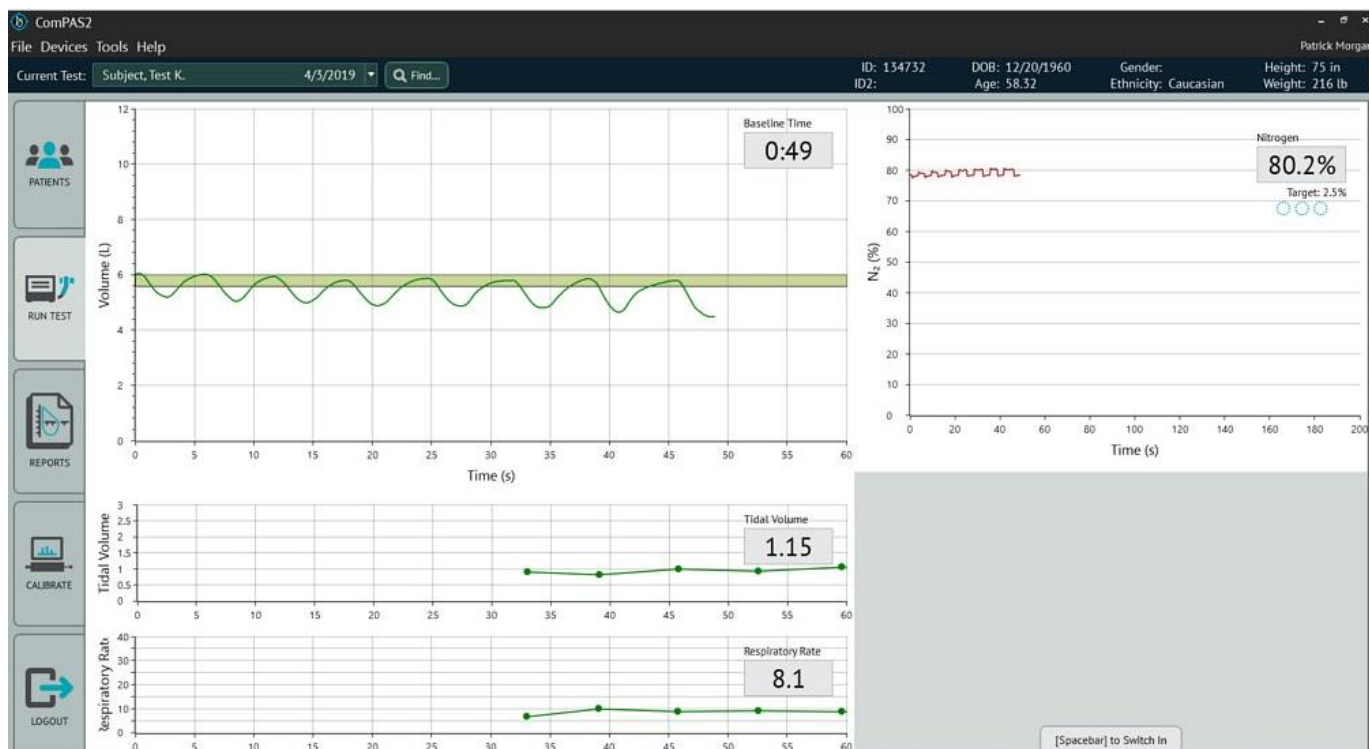 ComPAS2
File Devices Tools Help
Patrick Morgan
Current Test: Subject, Test K. 4/3/2019 Find...
ID: 134732 DOB: 12/20/1960 Gender: Height: 75 in
ID2: Age: 58.32 Ethnicity: Caucasian Weight: 216 lb
PATIENTS
RUN TEST
REPORTS
CALIBRATE
LOGOUT
Volume (L)
12
10
8
6
4
2
0
0 5 10 15 20 25 30 35 40 45 50 55 60
Time (s)
Baseline Time
0:49
N₂ (%)
100
90
80
70
60
50
40
30
20
10
0
0 20 40 60 80 100 120 140 160 180 200
Time (s)
Nitrogen
80.2%
Target: 2.5%
Tidal Volume
3
2.5
2
1.5
1
0.5
0
0 5 10 15 20 25 30 35 40 45 50 55 60
Tidal Volume
1.15
Respiratory Rate
40
30
20
10
0
0 5 10 15 20 25 30 35 40 45 50 55 60
Respiratory Rate
8.1
[Spacebar] to Switch In